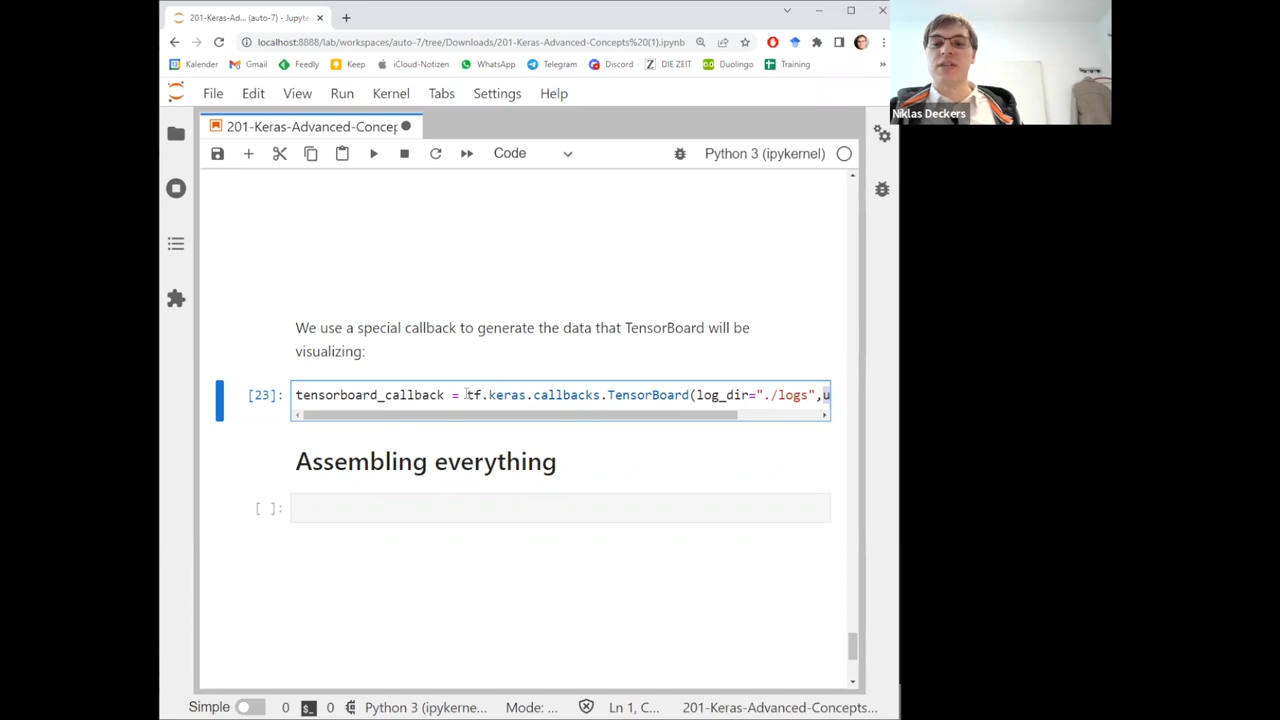 201-Keras-Ad... (auto-7) - Jupyte
localhost:8888/lab/workspaces/auto-7/tree/Downloads/201-Keras-Advanced-Concepts%20(1).ipynb
Kalender Gmail Feedly Keep iCloud-Notizen WhatsApp Telegram Discord DIE ZEIT Duolingo Training »
Niklas Deckers
File Edit View Run Kernel Tabs Settings Help
201-Keras-Advanced-Concep
Code Python 3 (ipykernel)
We use a special callback to generate the data that TensorBoard will be
visualizing:
[23]: tensorboard_callback = tf.keras.callbacks.TensorBoard(log_dir="./logs",u
Assembling everything
[ ]:
Simple 0 $_ 0 Python 3 (ipykerne... Mode: ... Ln 1, C... 201-Keras-Advanced-Concepts...